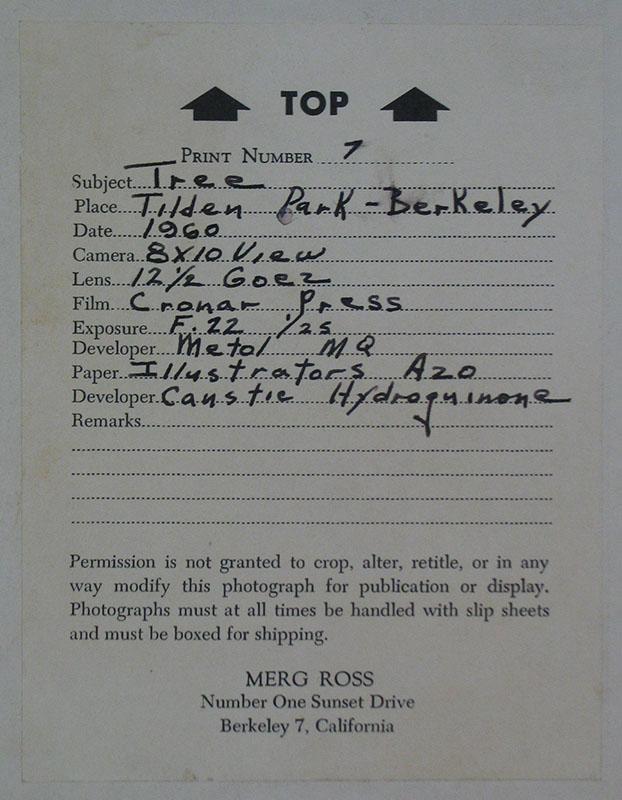 TOP
PRINT NUMBER 7
Subject Tree
Place Tilden Park - Berkeley
Date 1960
Camera 8X10 View
Lens 12 1/2 Goez
Film Cronar Press
Exposure F.22 1/25
Developer Metol MQ
Paper Illustrators Azo
Developer Caustic Hydroquinone
Remarks
Permission is not granted to crop, alter, retitle, or in any
way modify this photograph for publication or display.
Photographs must at all times be handled with slip sheets
and must be boxed for shipping.
MERG ROSS
Number One Sunset Drive
Berkeley 7, California